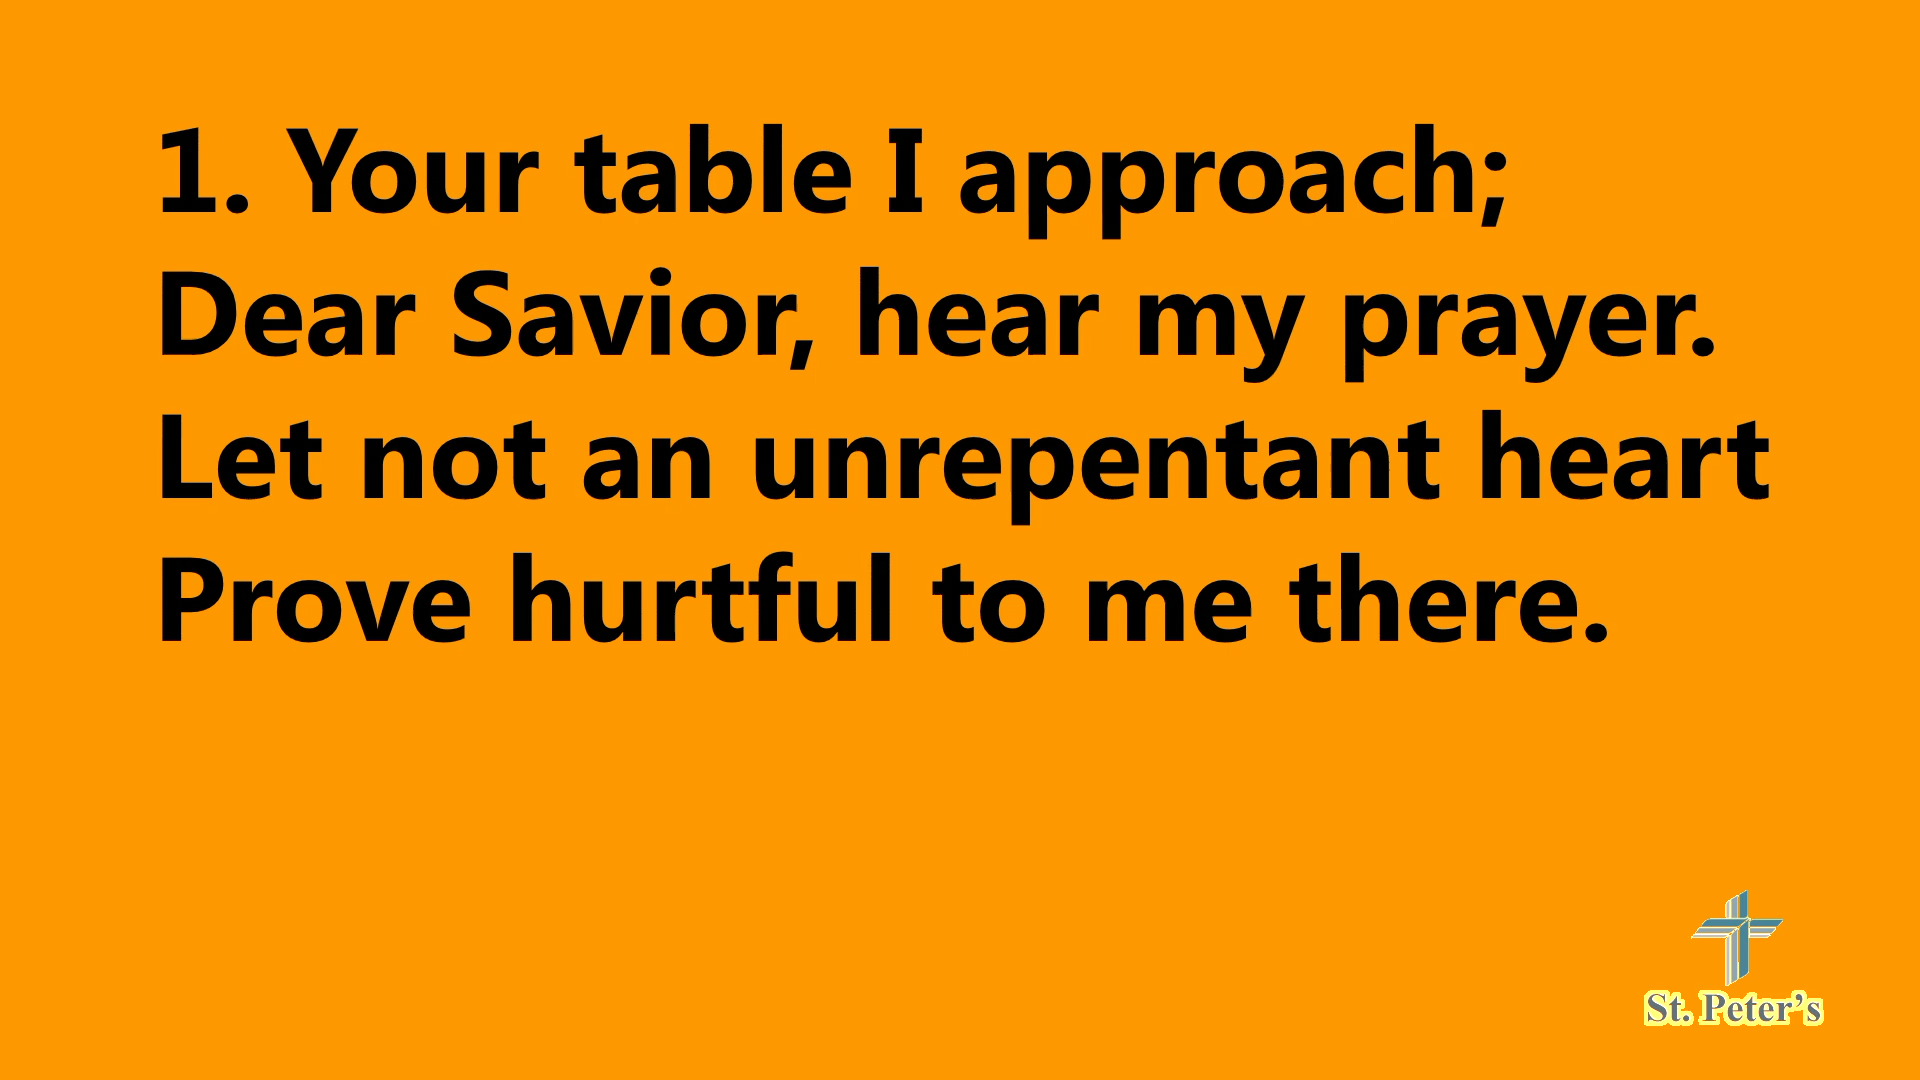 1. Your table I approach;
Dear Savior, hear my prayer.
Let not an unrepentant heart
Prove hurtful to me there.
St. Peter’s